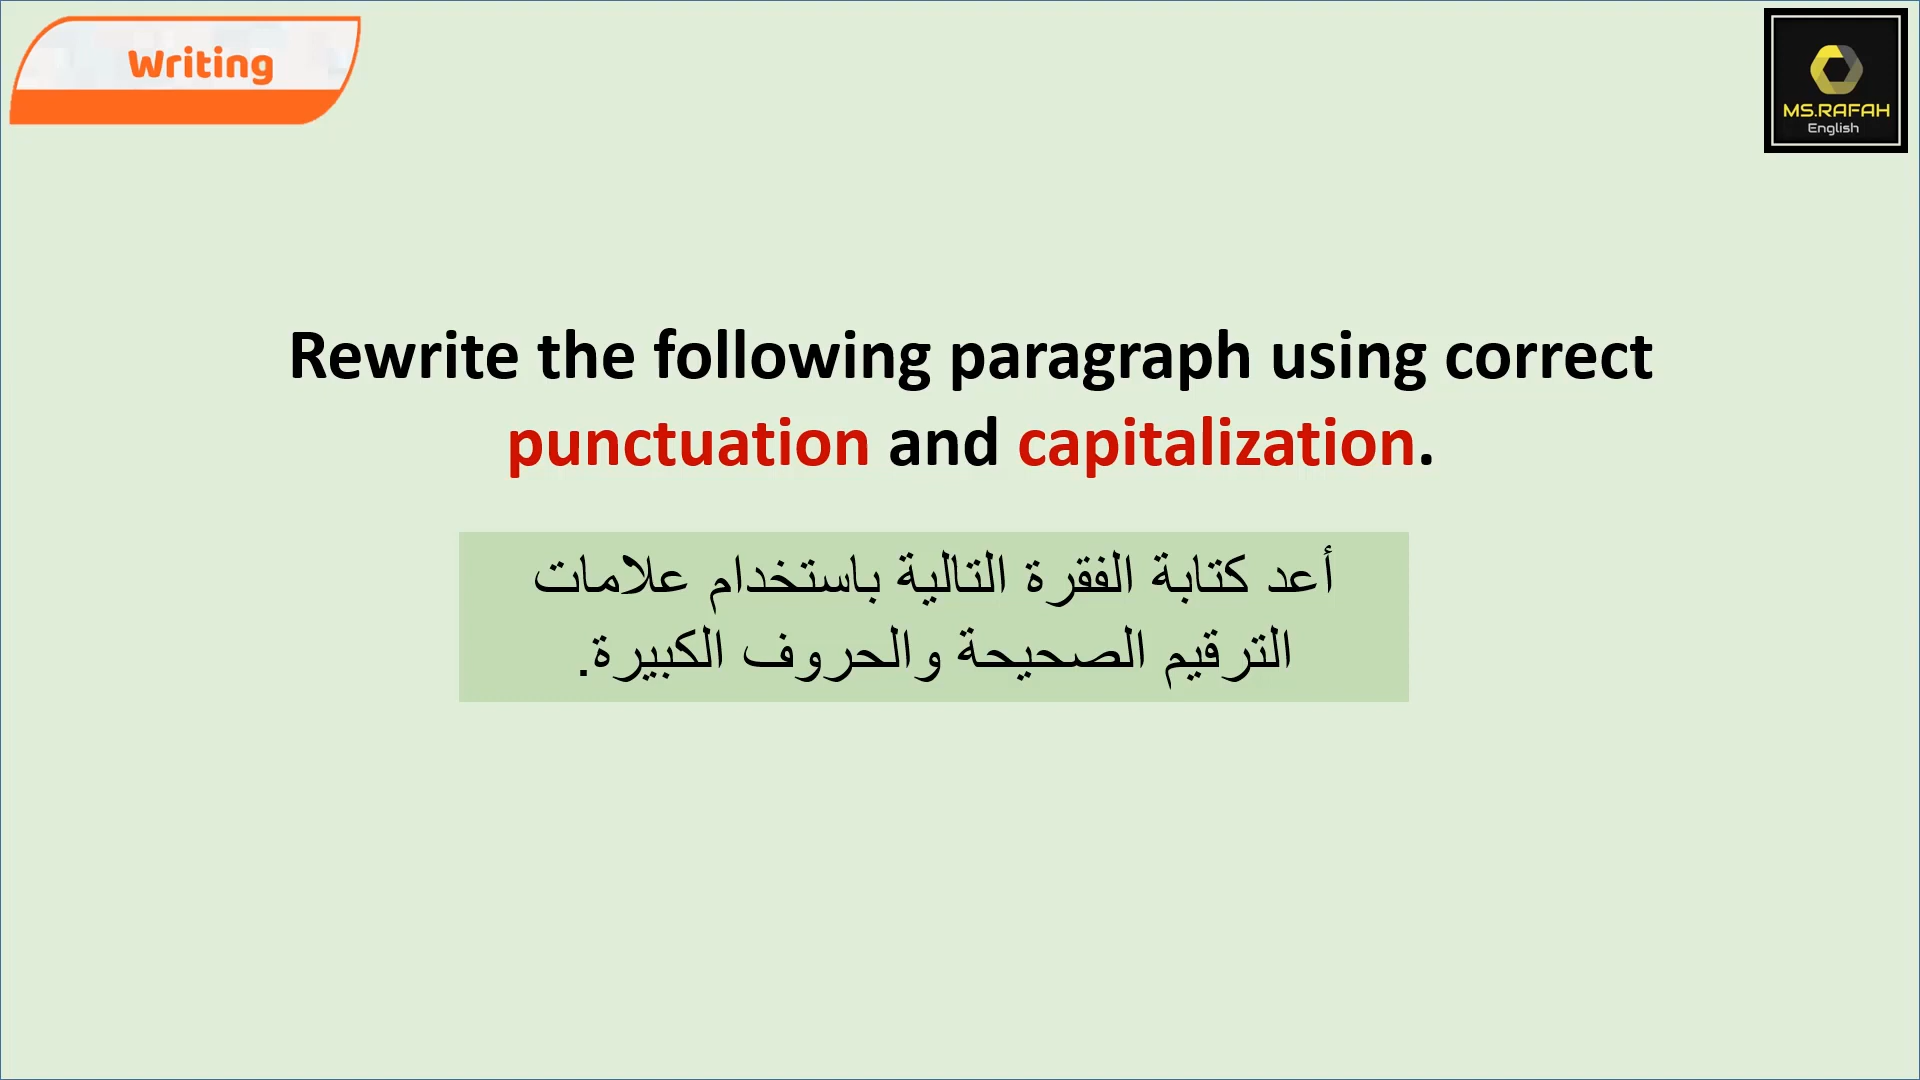 Writing
MS.RAFAH
English
Rewrite the following paragraph using correct
punctuation and capitalization.
أعد كتابة الفقرة التالية باستخدام علامات
الترقيم الصحيحة والحروف الكبيرة.